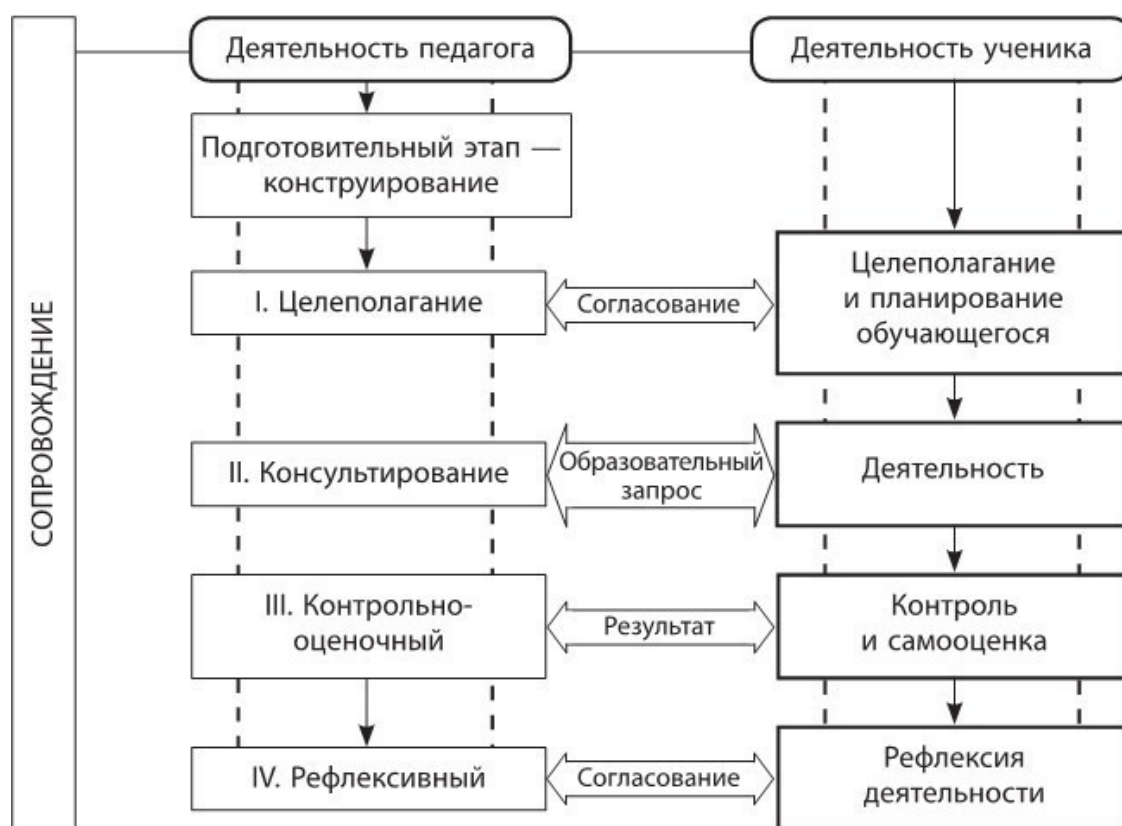 СОПРОВОЖДЕНИЕ
Деятельность педагога
Деятельность ученика
Подготовительный этап —
конструирование
I. Целеполагание
Согласование
Целеполагание
и планирование
обучающегося
II. Консультирование
Образовательный
запрос
Деятельность
III. Контрольно-
оценочный
Результат
Контроль
и самооценка
IV. Рефлексивный
Согласование
Рефлексия
деятельности